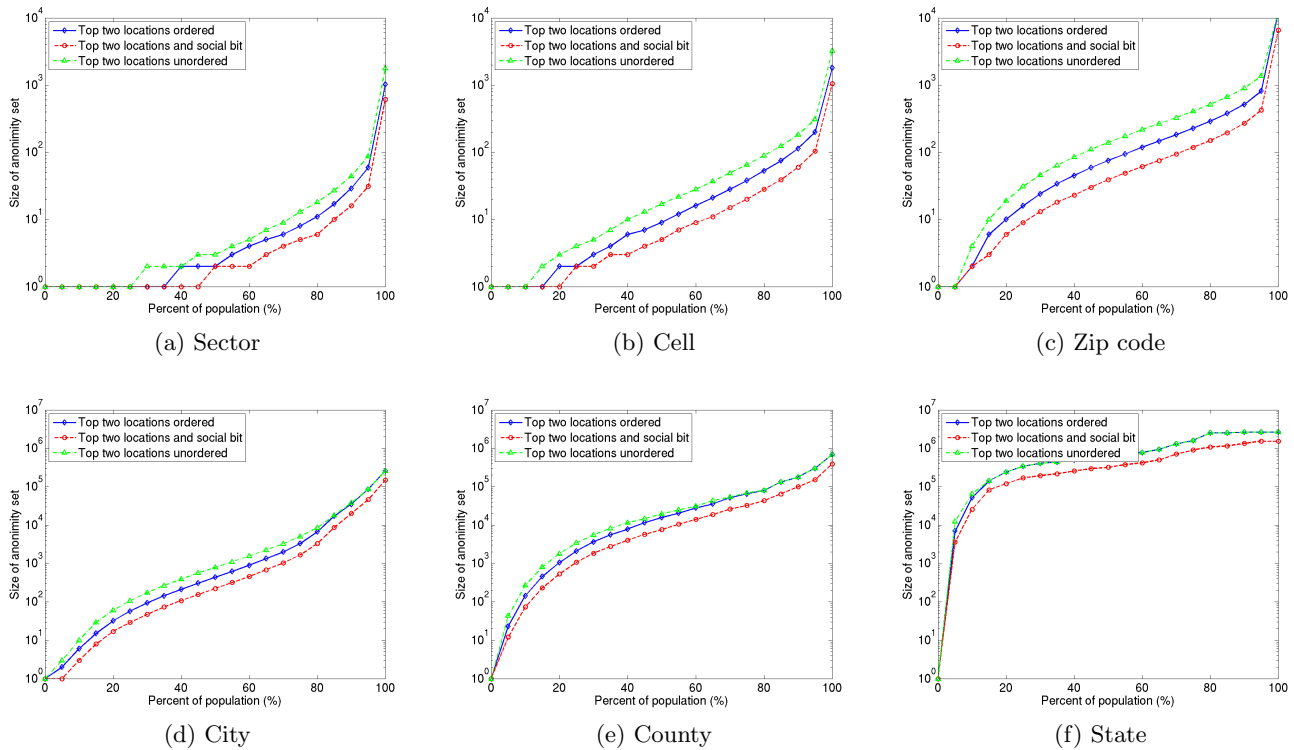 10^4
10^3
10^2
10^1
10^0
Size of anonimity set
Top two locations ordered
Top two locations and social bit
Top two locations unordered
0 20 40 60 80 100
Percent of population (%)
(a) Sector
10^4
10^3
10^2
10^1
10^0
Size of anonimity set
Top two locations ordered
Top two locations and social bit
Top two locations unordered
0 20 40 60 80 100
Percent of population (%)
(b) Cell
10^4
10^3
10^2
10^1
10^0
Size of anonimity set
Top two locations ordered
Top two locations and social bit
Top two locations unordered
0 20 40 60 80 100
Percent of population (%)
(c) Zip code
10^7
10^6
10^5
10^4
10^3
10^2
10^1
10^0
Size of anonimity set
Top two locations ordered
Top two locations and social bit
Top two locations unordered
0 20 40 60 80 100
Percent of population (%)
(d) City
10^7
10^6
10^5
10^4
10^3
10^2
10^1
10^0
Size of anonimity set
Top two locations ordered
Top two locations and social bit
Top two locations unordered
0 20 40 60 80 100
Percent of population (%)
(e) County
10^7
10^6
10^5
10^4
10^3
10^2
10^1
10^0
Size of anonimity set
Top two locations ordered
Top two locations and social bit
Top two locations unordered
0 20 40 60 80 100
Percent of population (%)
(f) State